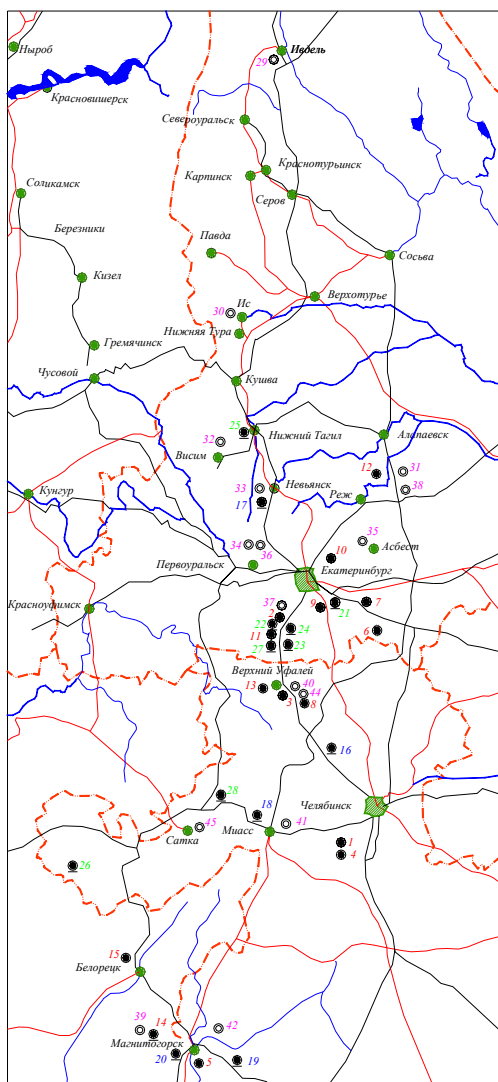 Ныроб
Ивдель
29
Красновишерск
Североуральск
Краснотурьинск
Карпинск
Соликамск
Серов
Березники
Павда
Сосьва
Кизел
Верхотурье
30
Ис
Нижняя Тура
Гремячинск
Чусовой
Кушва
25
32
Нижний Тагил
Алапаевск
Висим
12
31
33
Невьянск
38
Кунгур
17
Реж
35
34
36
10
Асбест
Первоуральск
Екатеринбург
37
9
21
7
Красноуфимск
2
22
24
6
11
27
23
Верхний Уфалей
13
40
44
3
8
16
28
18
Челябинск
45
41
Сатка
Миасс
1
4
26
15
Белорецк
39
14
42
Магнитогорск
20
5
19